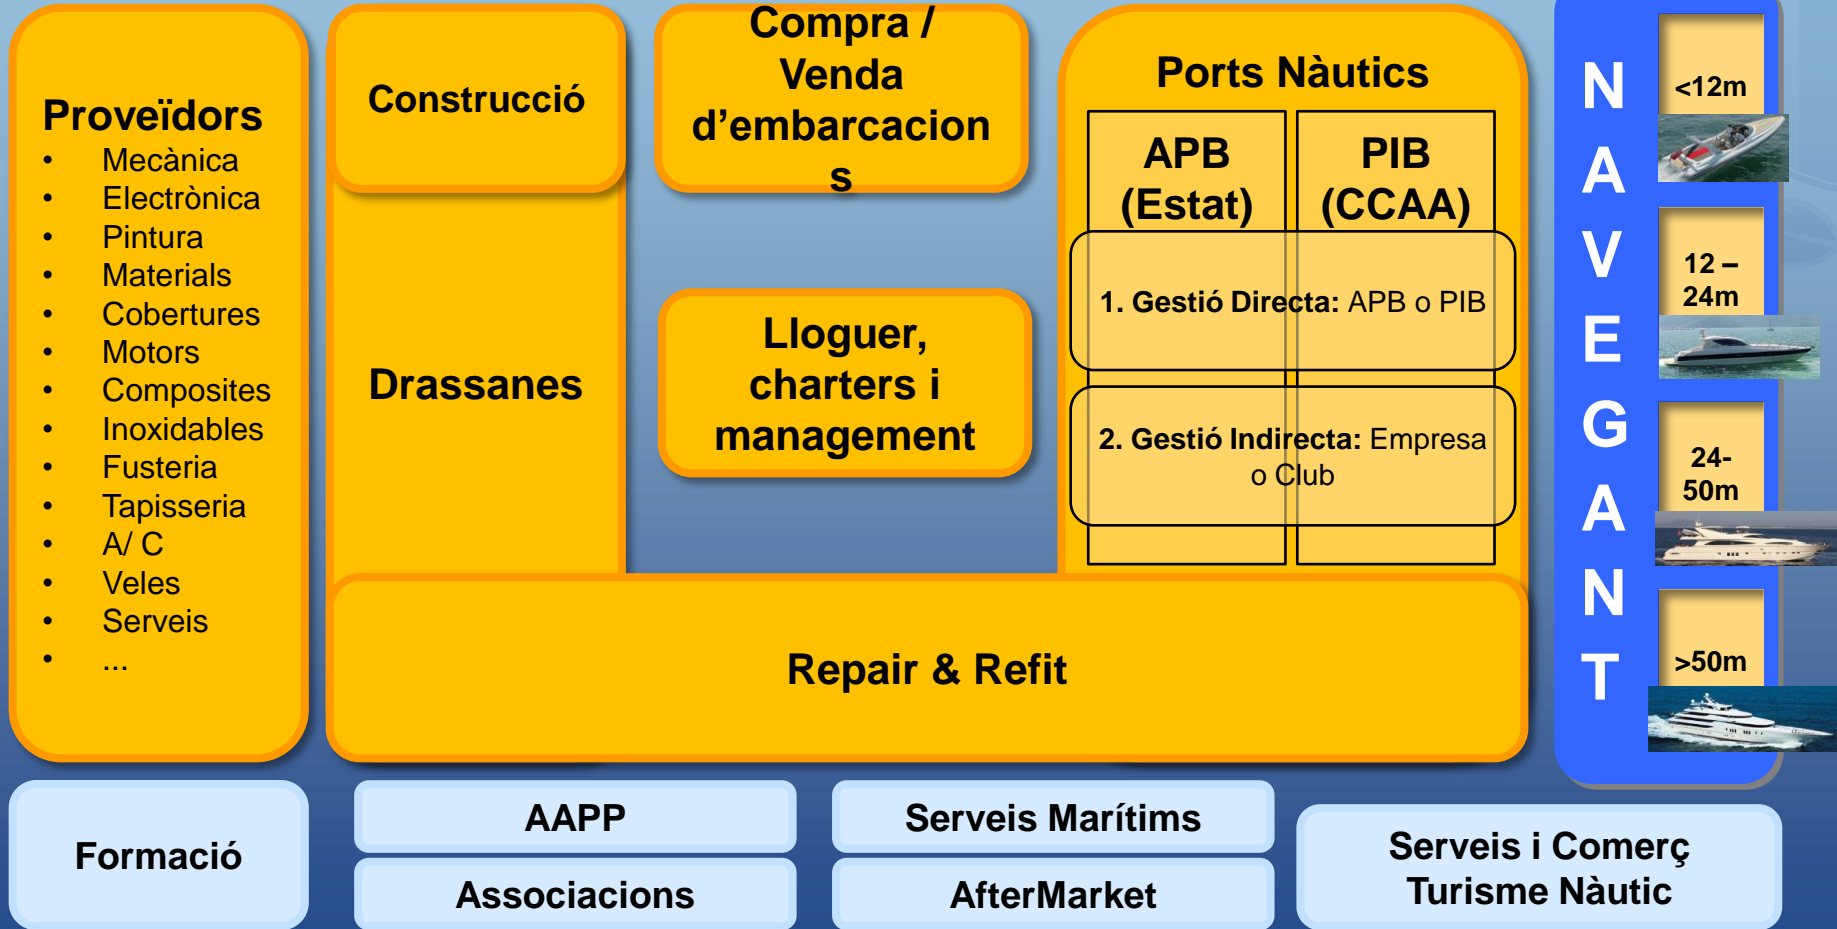 Proveïdors
• Mecànica
• Electrònica
• Pintura
• Materials
• Cobertures
• Motors
• Composites
• Inoxidables
• Fusteria
• Tapisseria
• A/ C
• Veles
• Serveis
• ...
Construcció
Drassanes
Compra /
Venda
d’embarcacion
s
Lloguer,
charters i
management
Ports Nàutics
APB
(Estat)
PIB
(CCAA)
1. Gestió Directa: APB o PIB
2. Gestió Indirecta: Empresa
o Club
Repair & Refit
N
A
V
E
G
A
N
T
<12m
12 –
24m
24-
50m
>50m
Formació
AAPP
Associacions
Serveis Marítims
AfterMarket
Serveis i Comerç
Turisme Nàutic